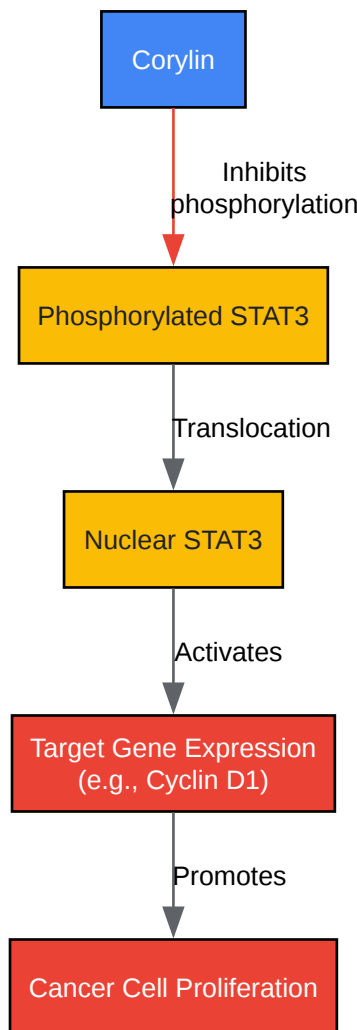 Corylin
Inhibits
phosphorylation
Phosphorylated STAT3
Translocation
Nuclear STAT3
Activates
Target Gene Expression
(e.g., Cyclin D1)
Promotes
Cancer Cell Proliferation